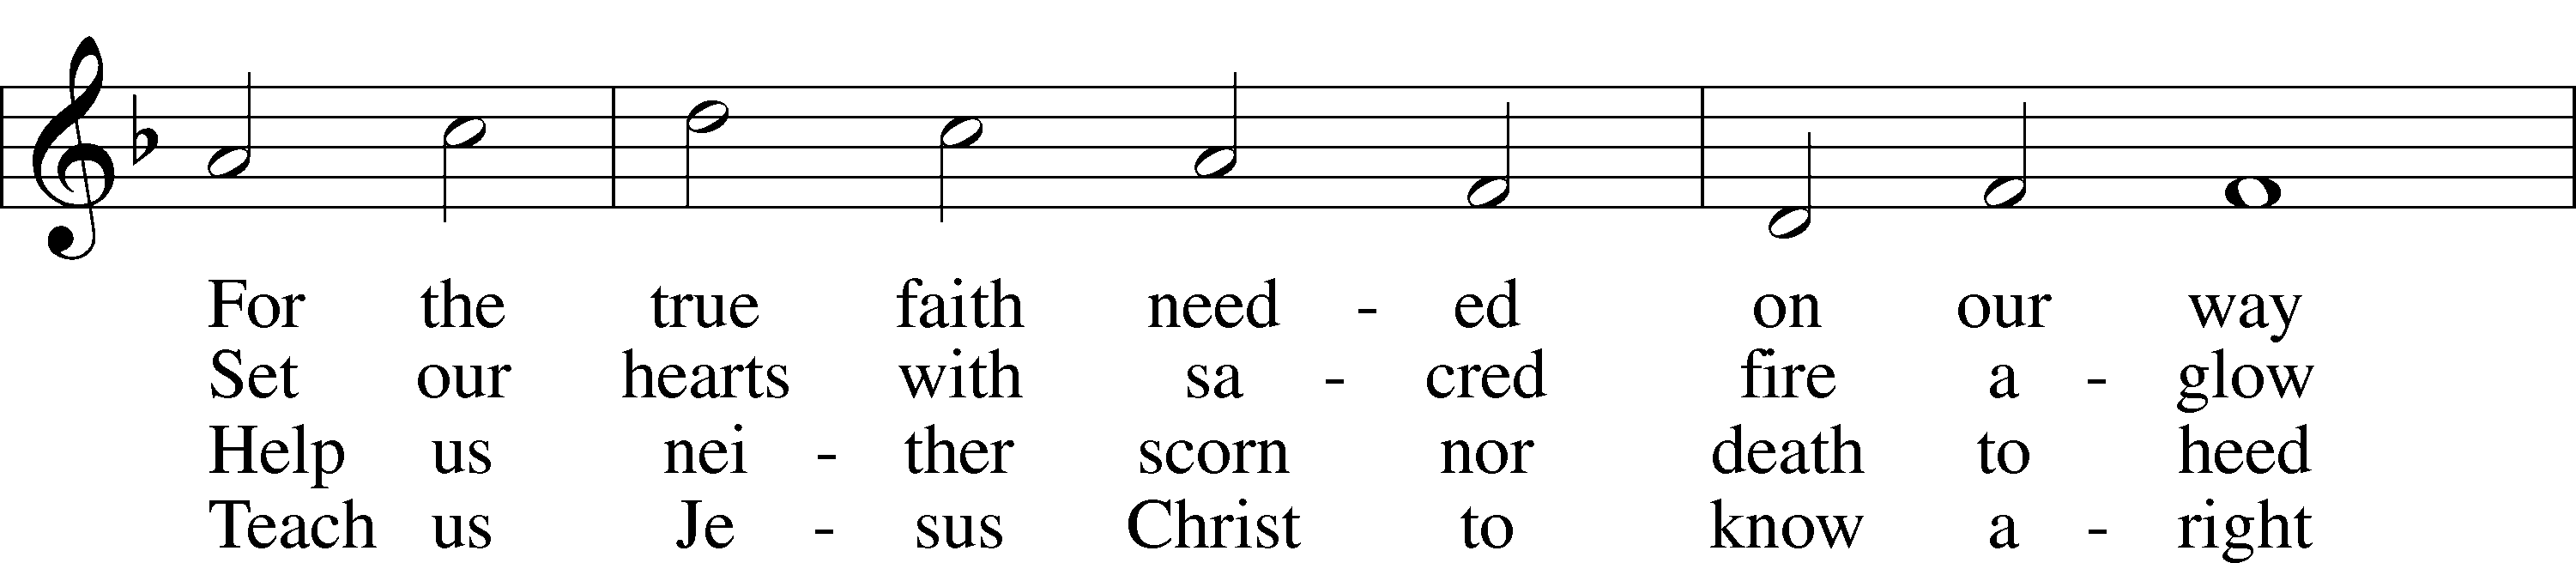 For the true faith need - ed on our way
Set our hearts with sa - cred fire a - glow
Help us nei - ther scorn nor death to heed
Teach us Je - sus Christ to know a - right